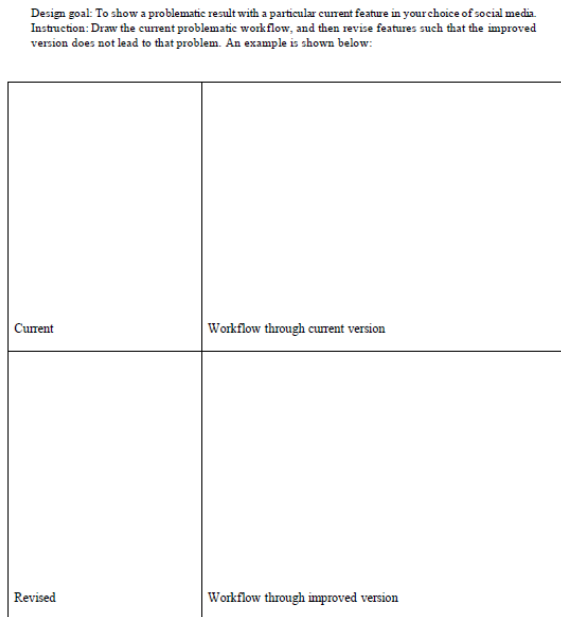 Design goal: To show a problematic result with a particular current feature in your choice of social media.
Instruction: Draw the current problematic workflow, and then revise features such that the improved
version does not lead to that problem. An example is shown below:
Current
Workflow through current version
Revised
Workflow through improved version